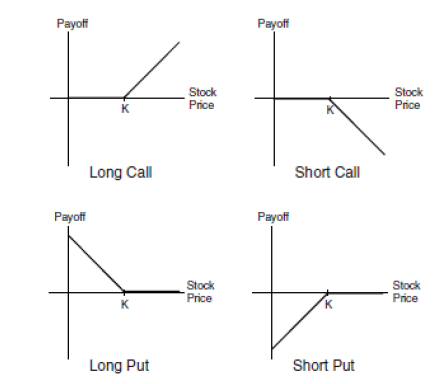 Payoff
Stock
Price
K
Long Call
Payoff
Stock
Price
K
Short Call
Payoff
Stock
Price
K
Long Put
Payoff
Stock
Price
K
Short Put